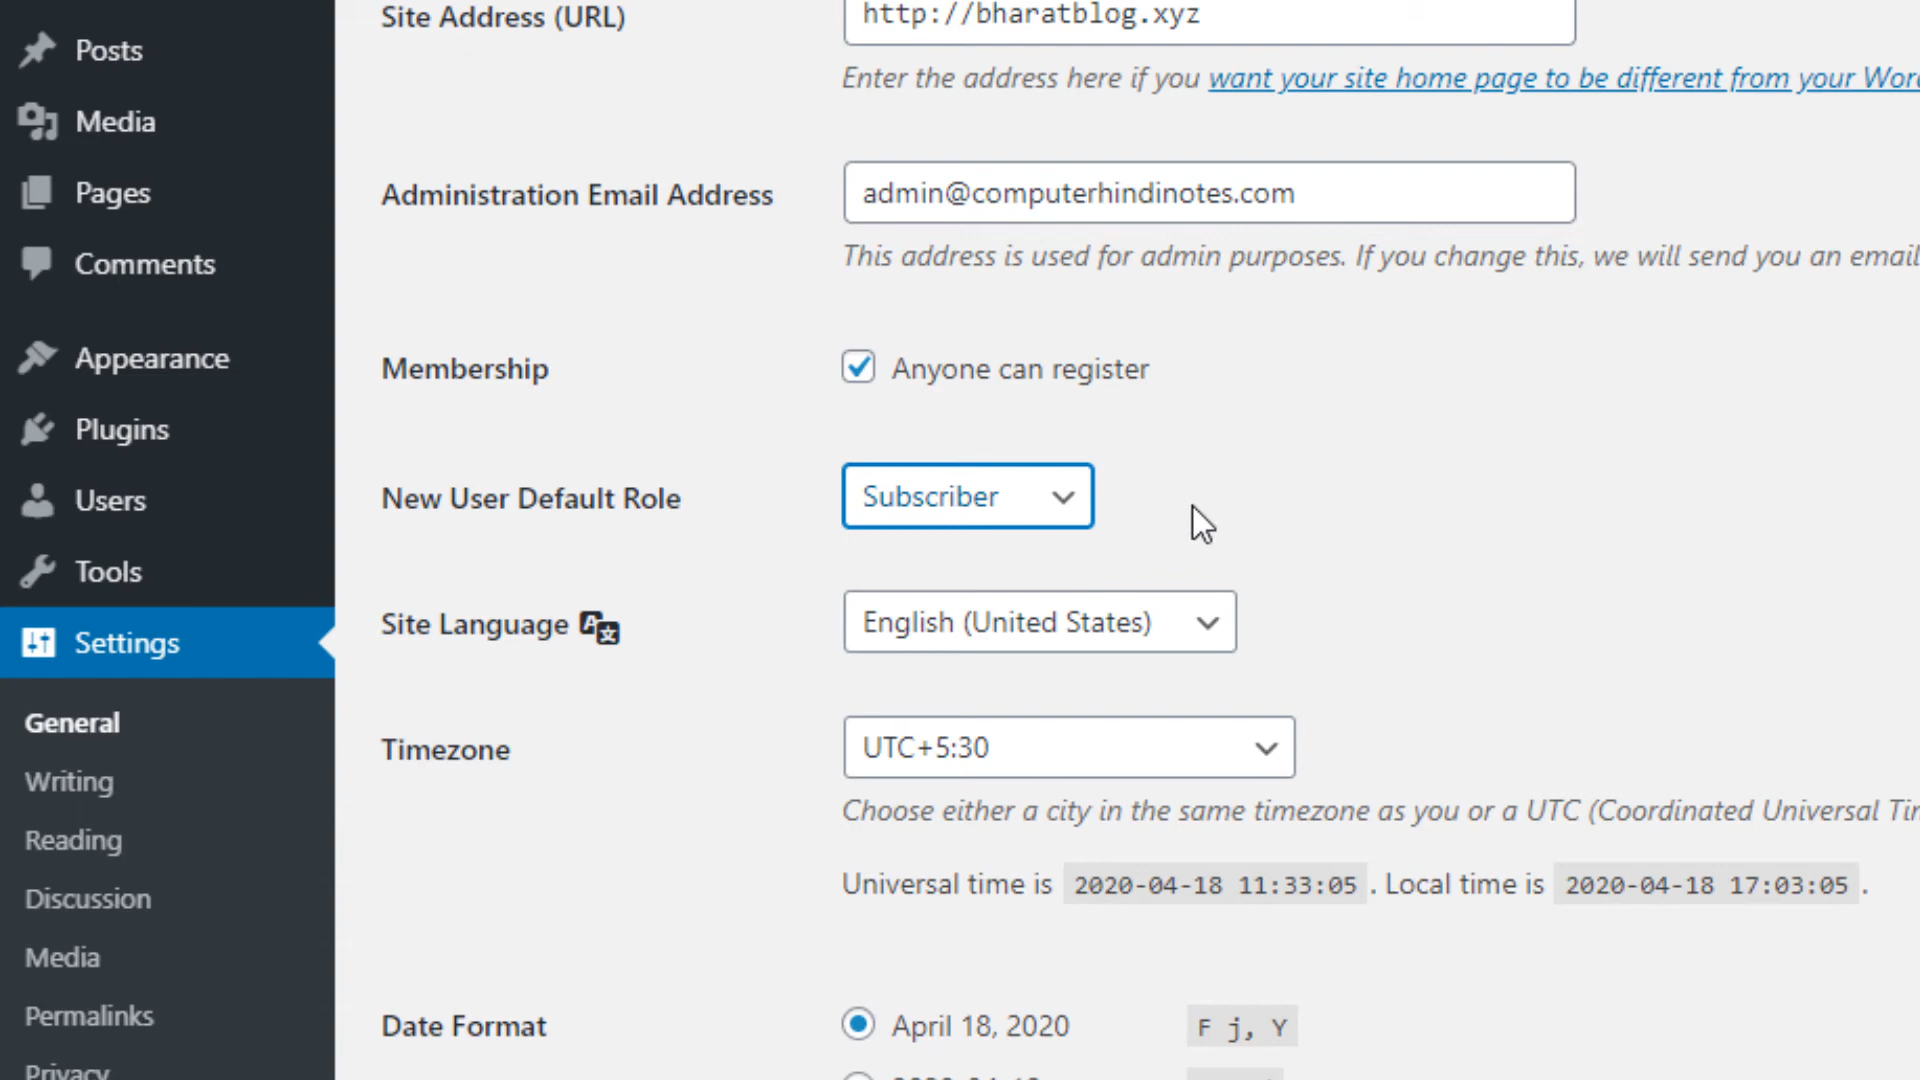 Posts
Media
Pages
Comments
Appearance
Plugins
Users
Tools
Settings
General
Writing
Reading
Discussion
Media
Permalinks
Privacy
Site Address (URL)
http://bharatblog.xyz
Enter the address here if you want your site home page to be different from your Wor
Administration Email Address
admin@computerhindinotes.com
This address is used for admin purposes. If you change this, we will send you an email
Membership
Anyone can register
New User Default Role
Subscriber
Site Language
English (United States)
Timezone
UTC+5:30
Choose either a city in the same timezone as you or a UTC (Coordinated Universal Ti
Universal time is 2020-04-18 11:33:05 . Local time is 2020-04-18 17:03:05 .
Date Format
April 18, 2020 F j, Y